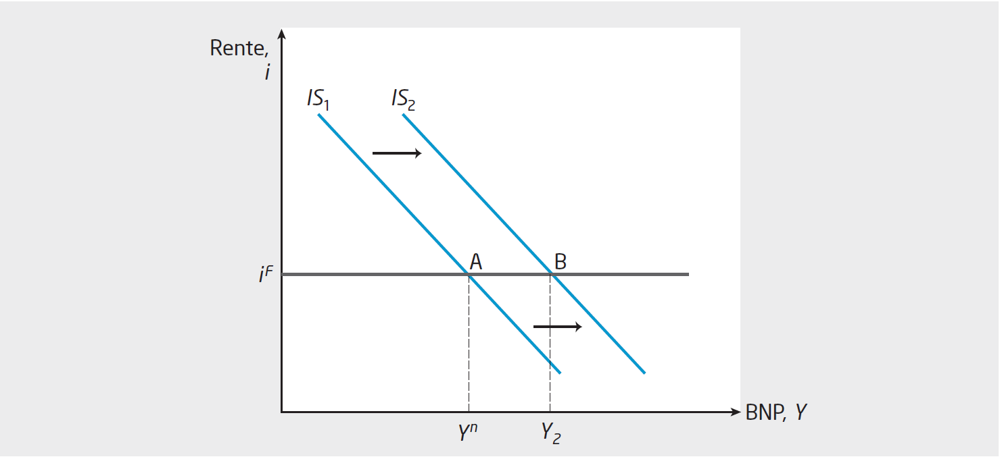 Rente,
i
IS₁
IS₂
A
B
iᶠ
BNP, Y
Yⁿ
Y₂